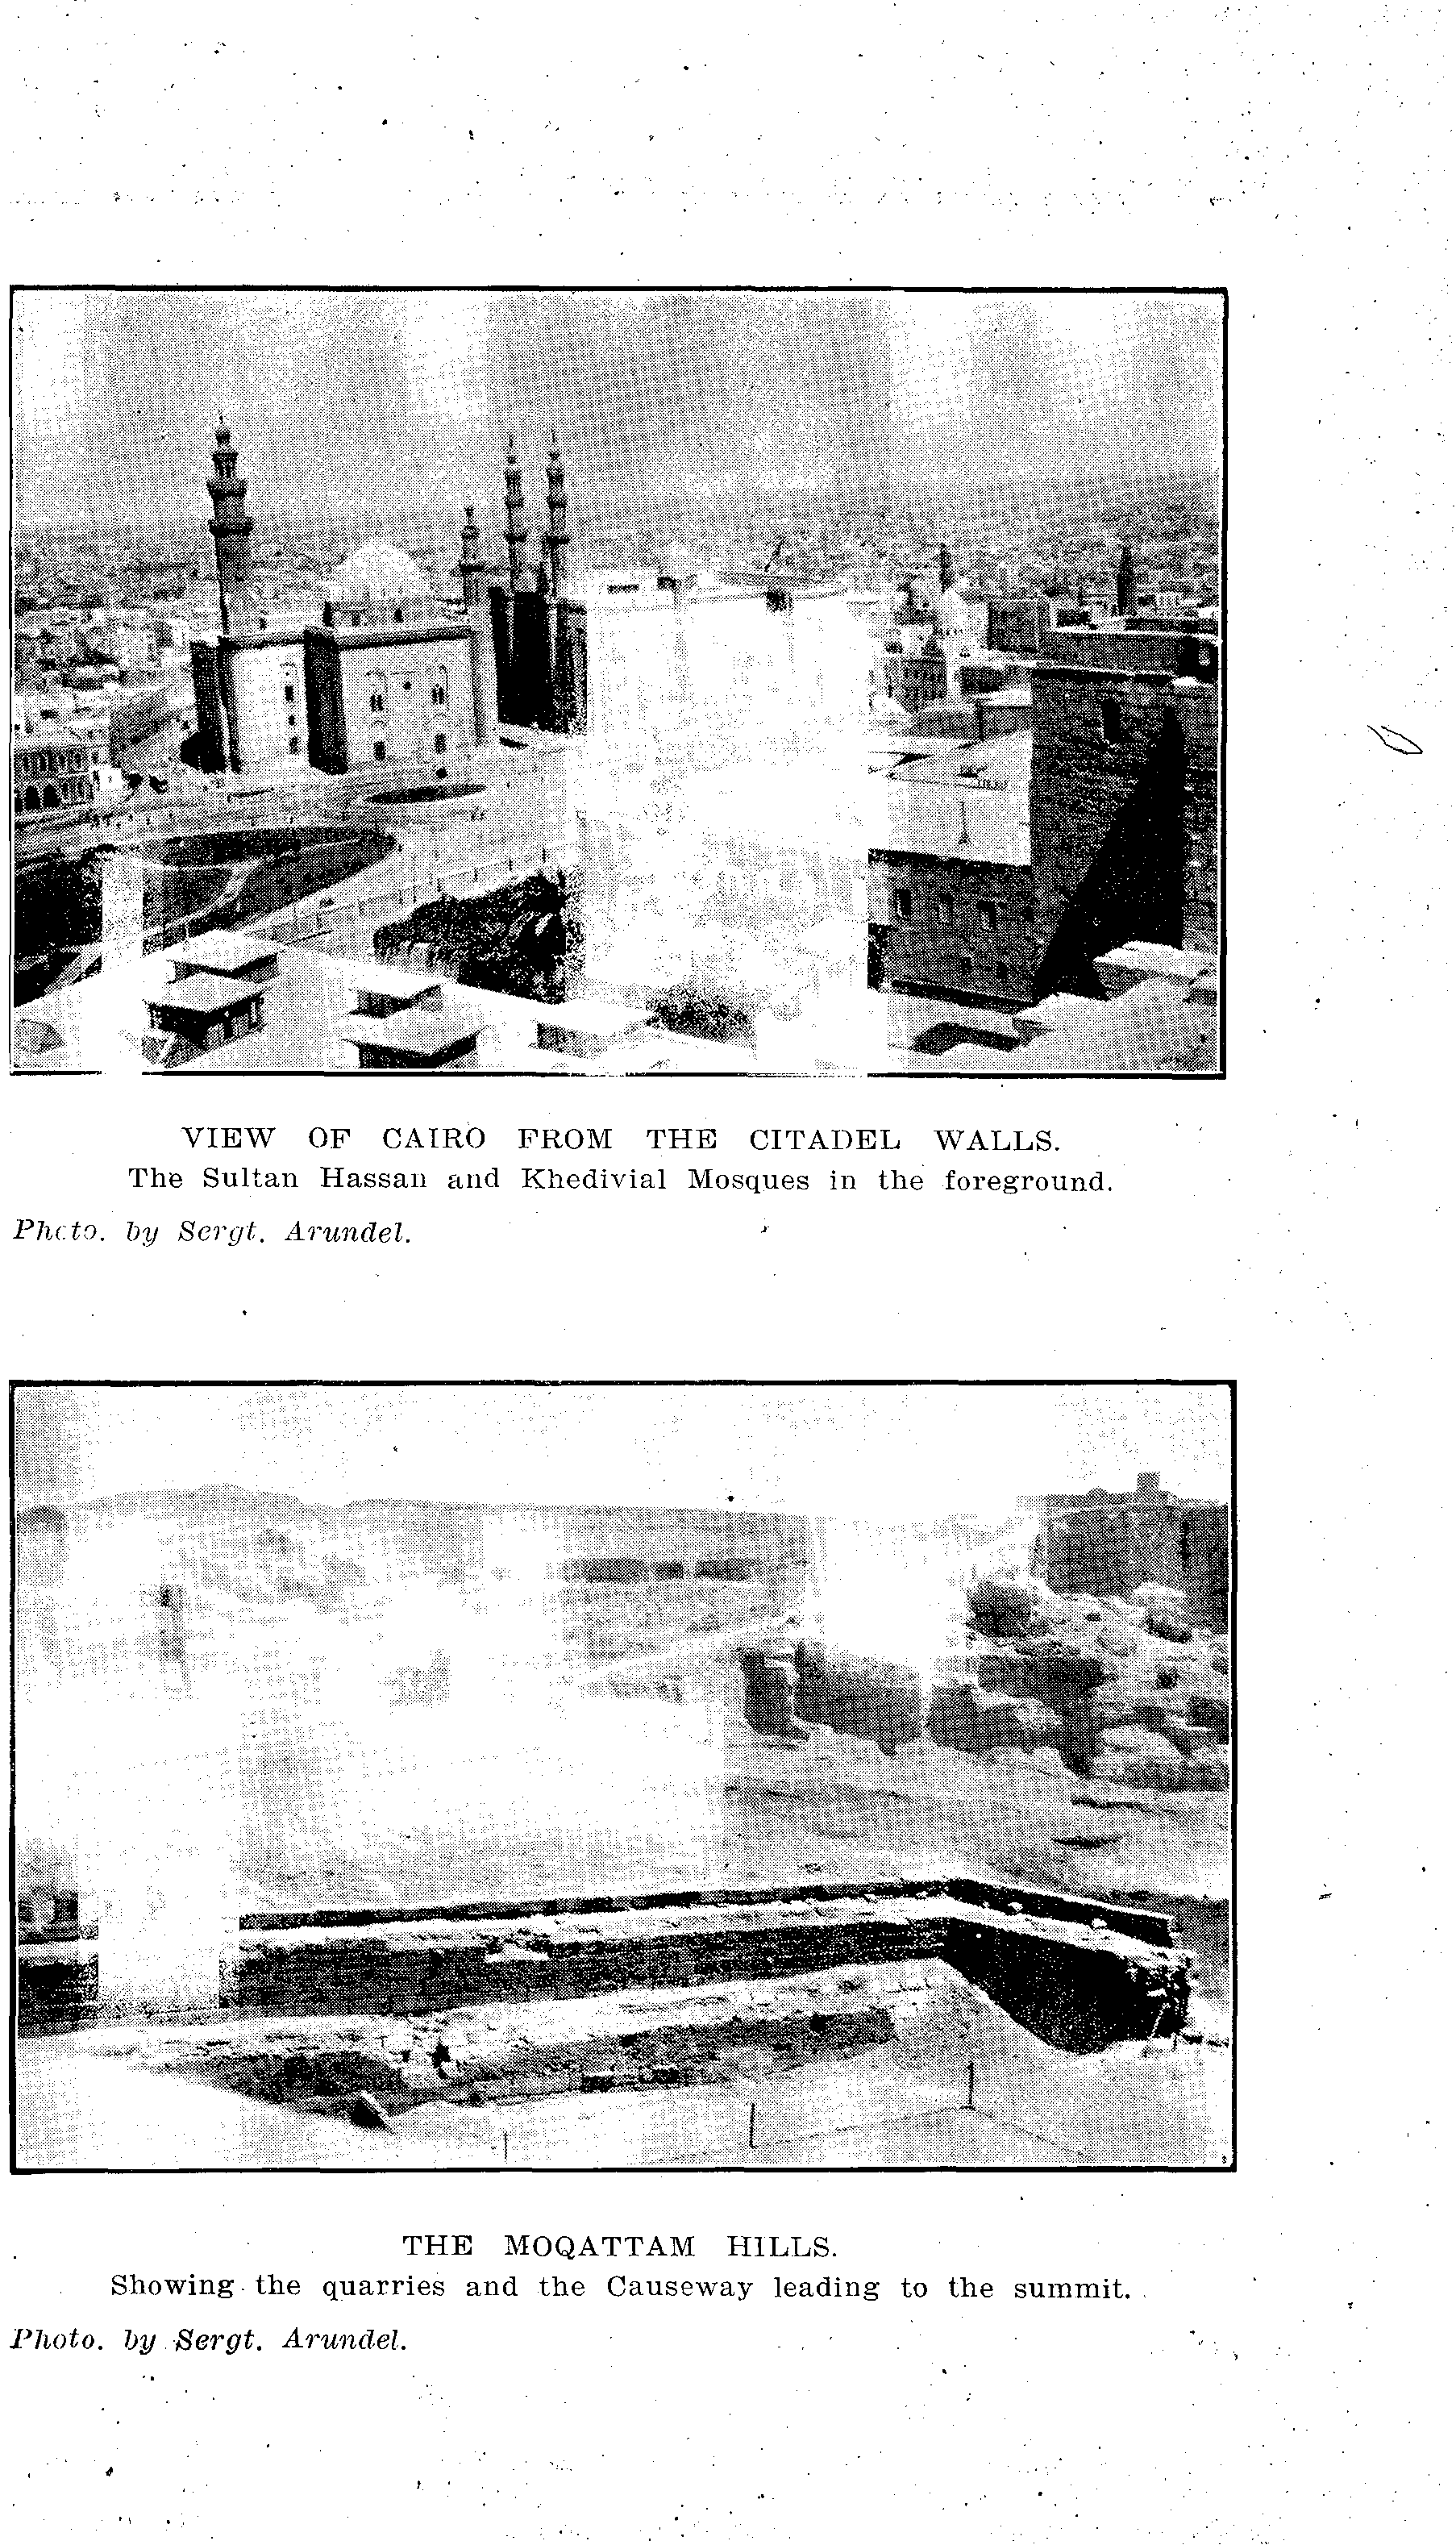 VIEW OF CAIRO FROM THE CITADEL WALLS.
The Sultan Hassan and Khedivial Mosques in the foreground.
Photo. by Sergt. Arundel.
THE MOQATTAM HILLS.
Showing the quarries and the Causeway leading to the summit.
Photo. by Sergt. Arundel.